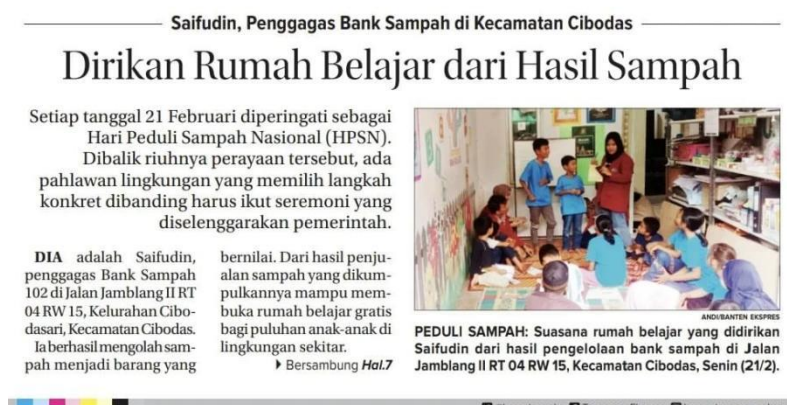 Saifudin, Penggagas Bank Sampah di Kecamatan Cibodas
Dirikan Rumah Belajar dari Hasil Sampah
Setiap tanggal 21 Februari diperingati sebagai
Hari Peduli Sampah Nasional (HPSN).
Dibalik riuhnya perayaan tersebut, ada
pahlawan lingkungan yang memilih langkah
konkret dibanding harus ikut seremoni yang
diselenggarakan pemerintah.
DIA adalah Saifudin,
penggagas Bank Sampah
102 di Jalan Jamblang II RT
04 RW 15, Kelurahan Cibo-
dasari, Kecamatan Cibodas.
Ia berhasil mengolah sam-
pah menjadi barang yang
bernilai. Dari hasil penju-
alan sampah yang dikum-
pulkannya mampu mem-
buka rumah belajar gratis
bagi puluhan anak-anak di
lingkungan sekitar.
Bersambung Hal.7
ANDI/BANTEN EKSPRES
PEDULI SAMPAH: Suasana rumah belajar yang didirikan
Saifudin dari hasil pengelolaan bank sampah di Jalan
Jamblang II RT 04 RW 15, Kecamatan Cibodas, Senin (21/2).